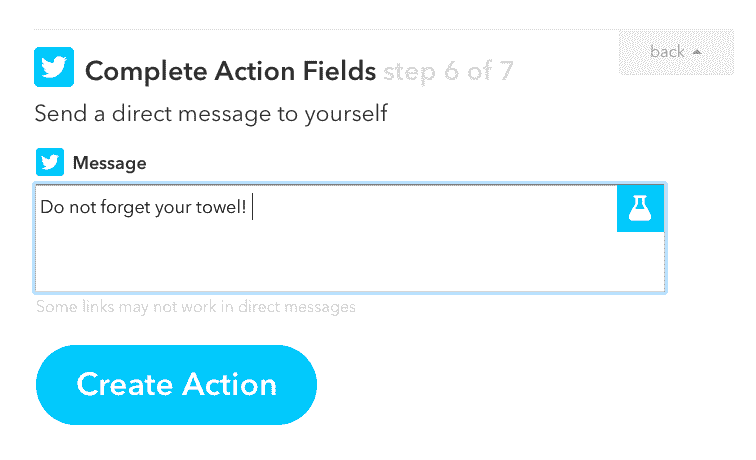 back
Complete Action Fields step 6 of 7
Send a direct message to yourself
Message
Do not forget your towel!
Some links may not work in direct messages
Create Action